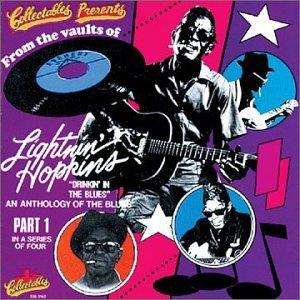 Collectables Presents
From the vaults of
EVEREST
Lightnin'
Hopkins
"DRINKIN' IN
THE BLUES"
AN ANTHOLOGY OF THE BLUES
PART 1
IN A SERIES
OF FOUR
Collectables